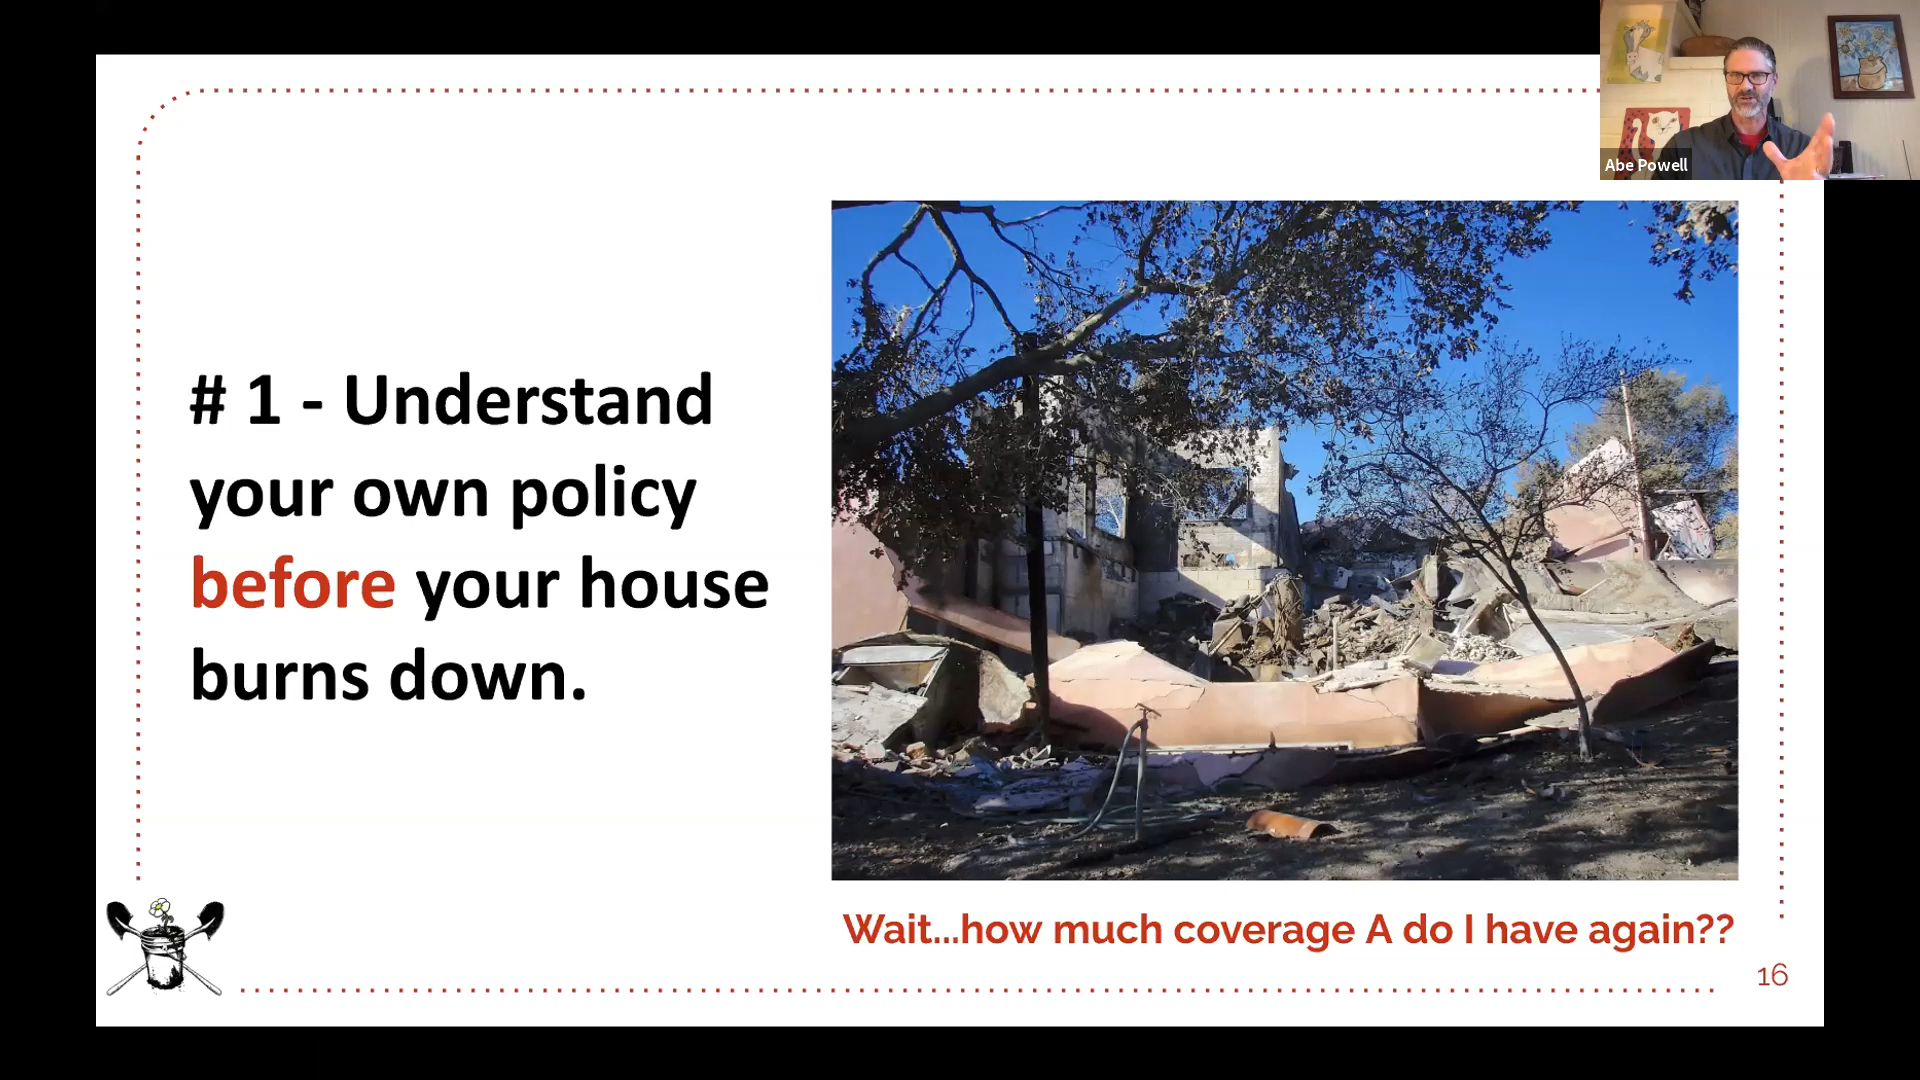 Abe Powell
# 1 - Understand
your own policy
before your house
burns down.
Wait...how much coverage A do I have again??
16